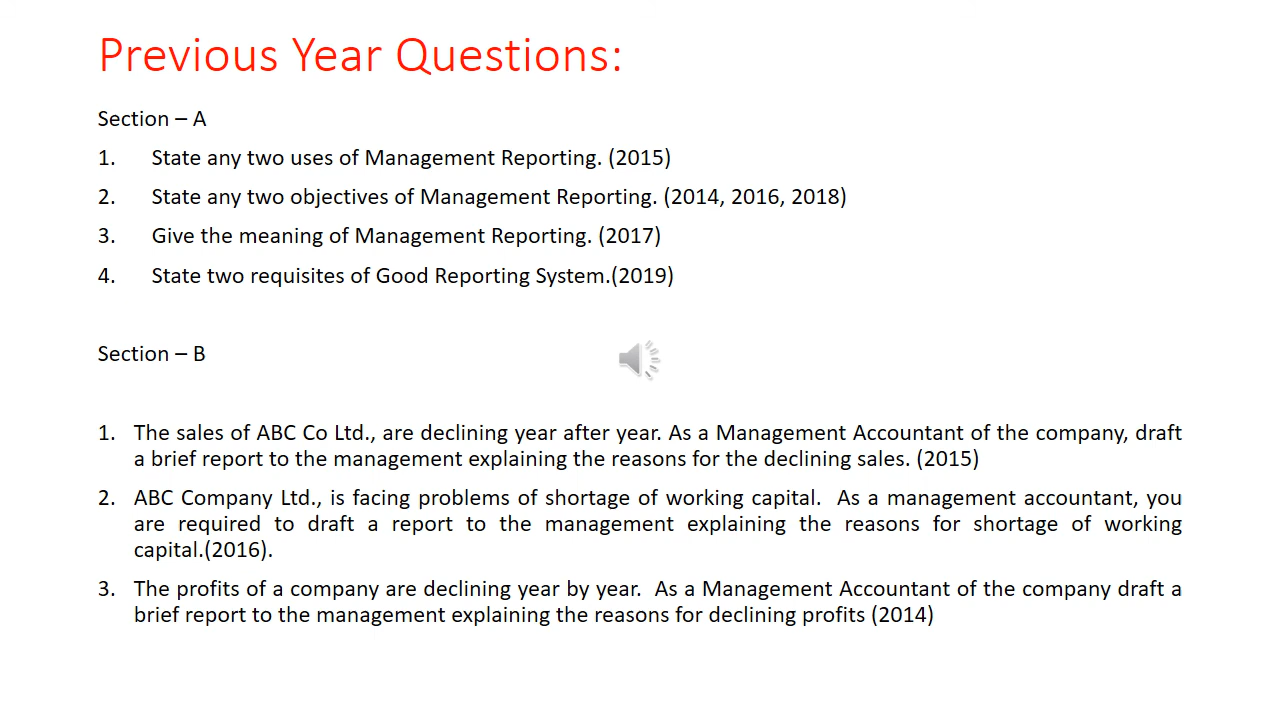 Previous Year Questions:
Section – A
1. State any two uses of Management Reporting. (2015)
2. State any two objectives of Management Reporting. (2014, 2016, 2018)
3. Give the meaning of Management Reporting. (2017)
4. State two requisites of Good Reporting System.(2019)
Section – B
1. The sales of ABC Co Ltd., are declining year after year. As a Management Accountant of the company, draft
a brief report to the management explaining the reasons for the declining sales. (2015)
2. ABC Company Ltd., is facing problems of shortage of working capital. As a management accountant, you
are required to draft a report to the management explaining the reasons for shortage of working
capital.(2016).
3. The profits of a company are declining year by year. As a Management Accountant of the company draft a
brief report to the management explaining the reasons for declining profits (2014)